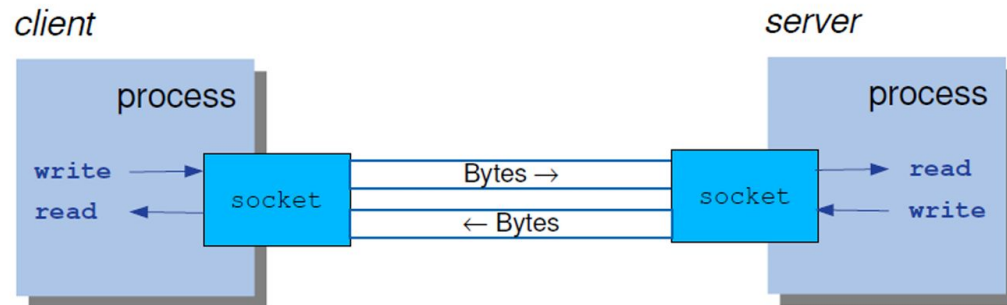 client
server
process
process
write
socket
Bytes →
socket
read
read
← Bytes
write